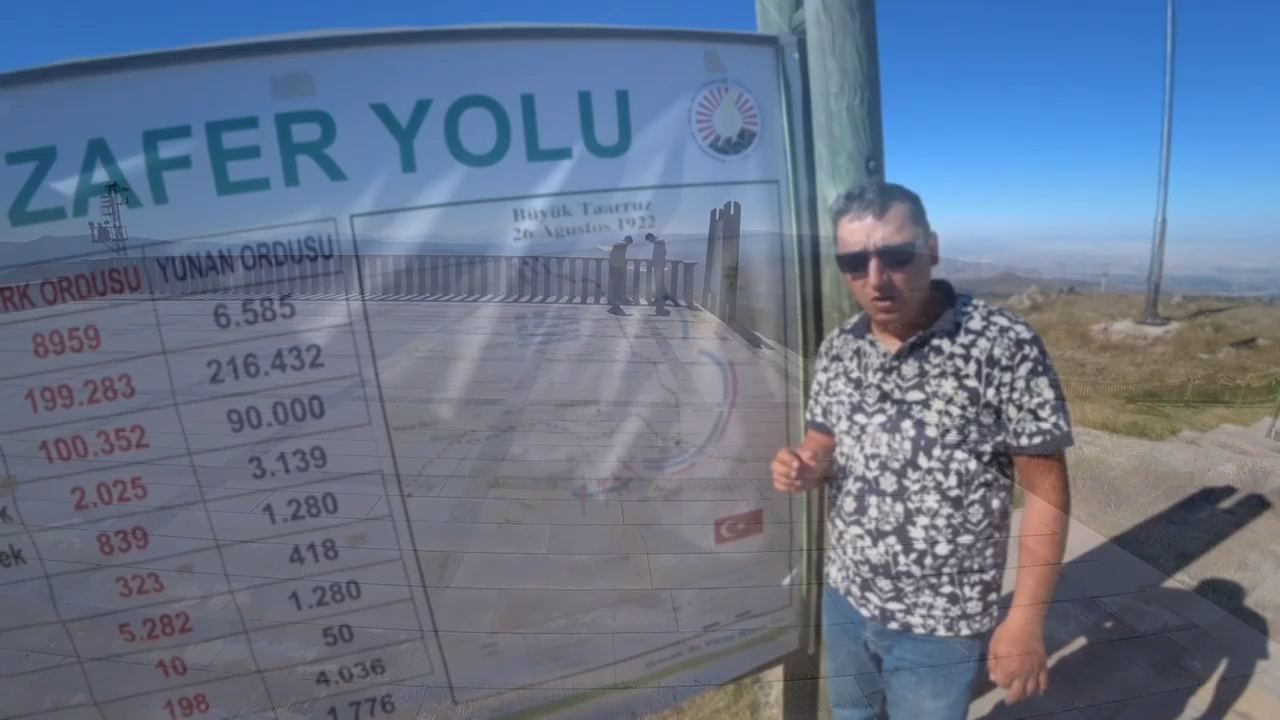 ZAFER YOLU
Büyük Taarruz
26 Ağustos 1922
RK ORDUSU YUNAN ORDUSU
8959 6.585
199.283 216.432
100.352 90.000
2.025 3.139
839 1.280
ek 323 418
5.282 1.280
10 50
198 4.036
1.776